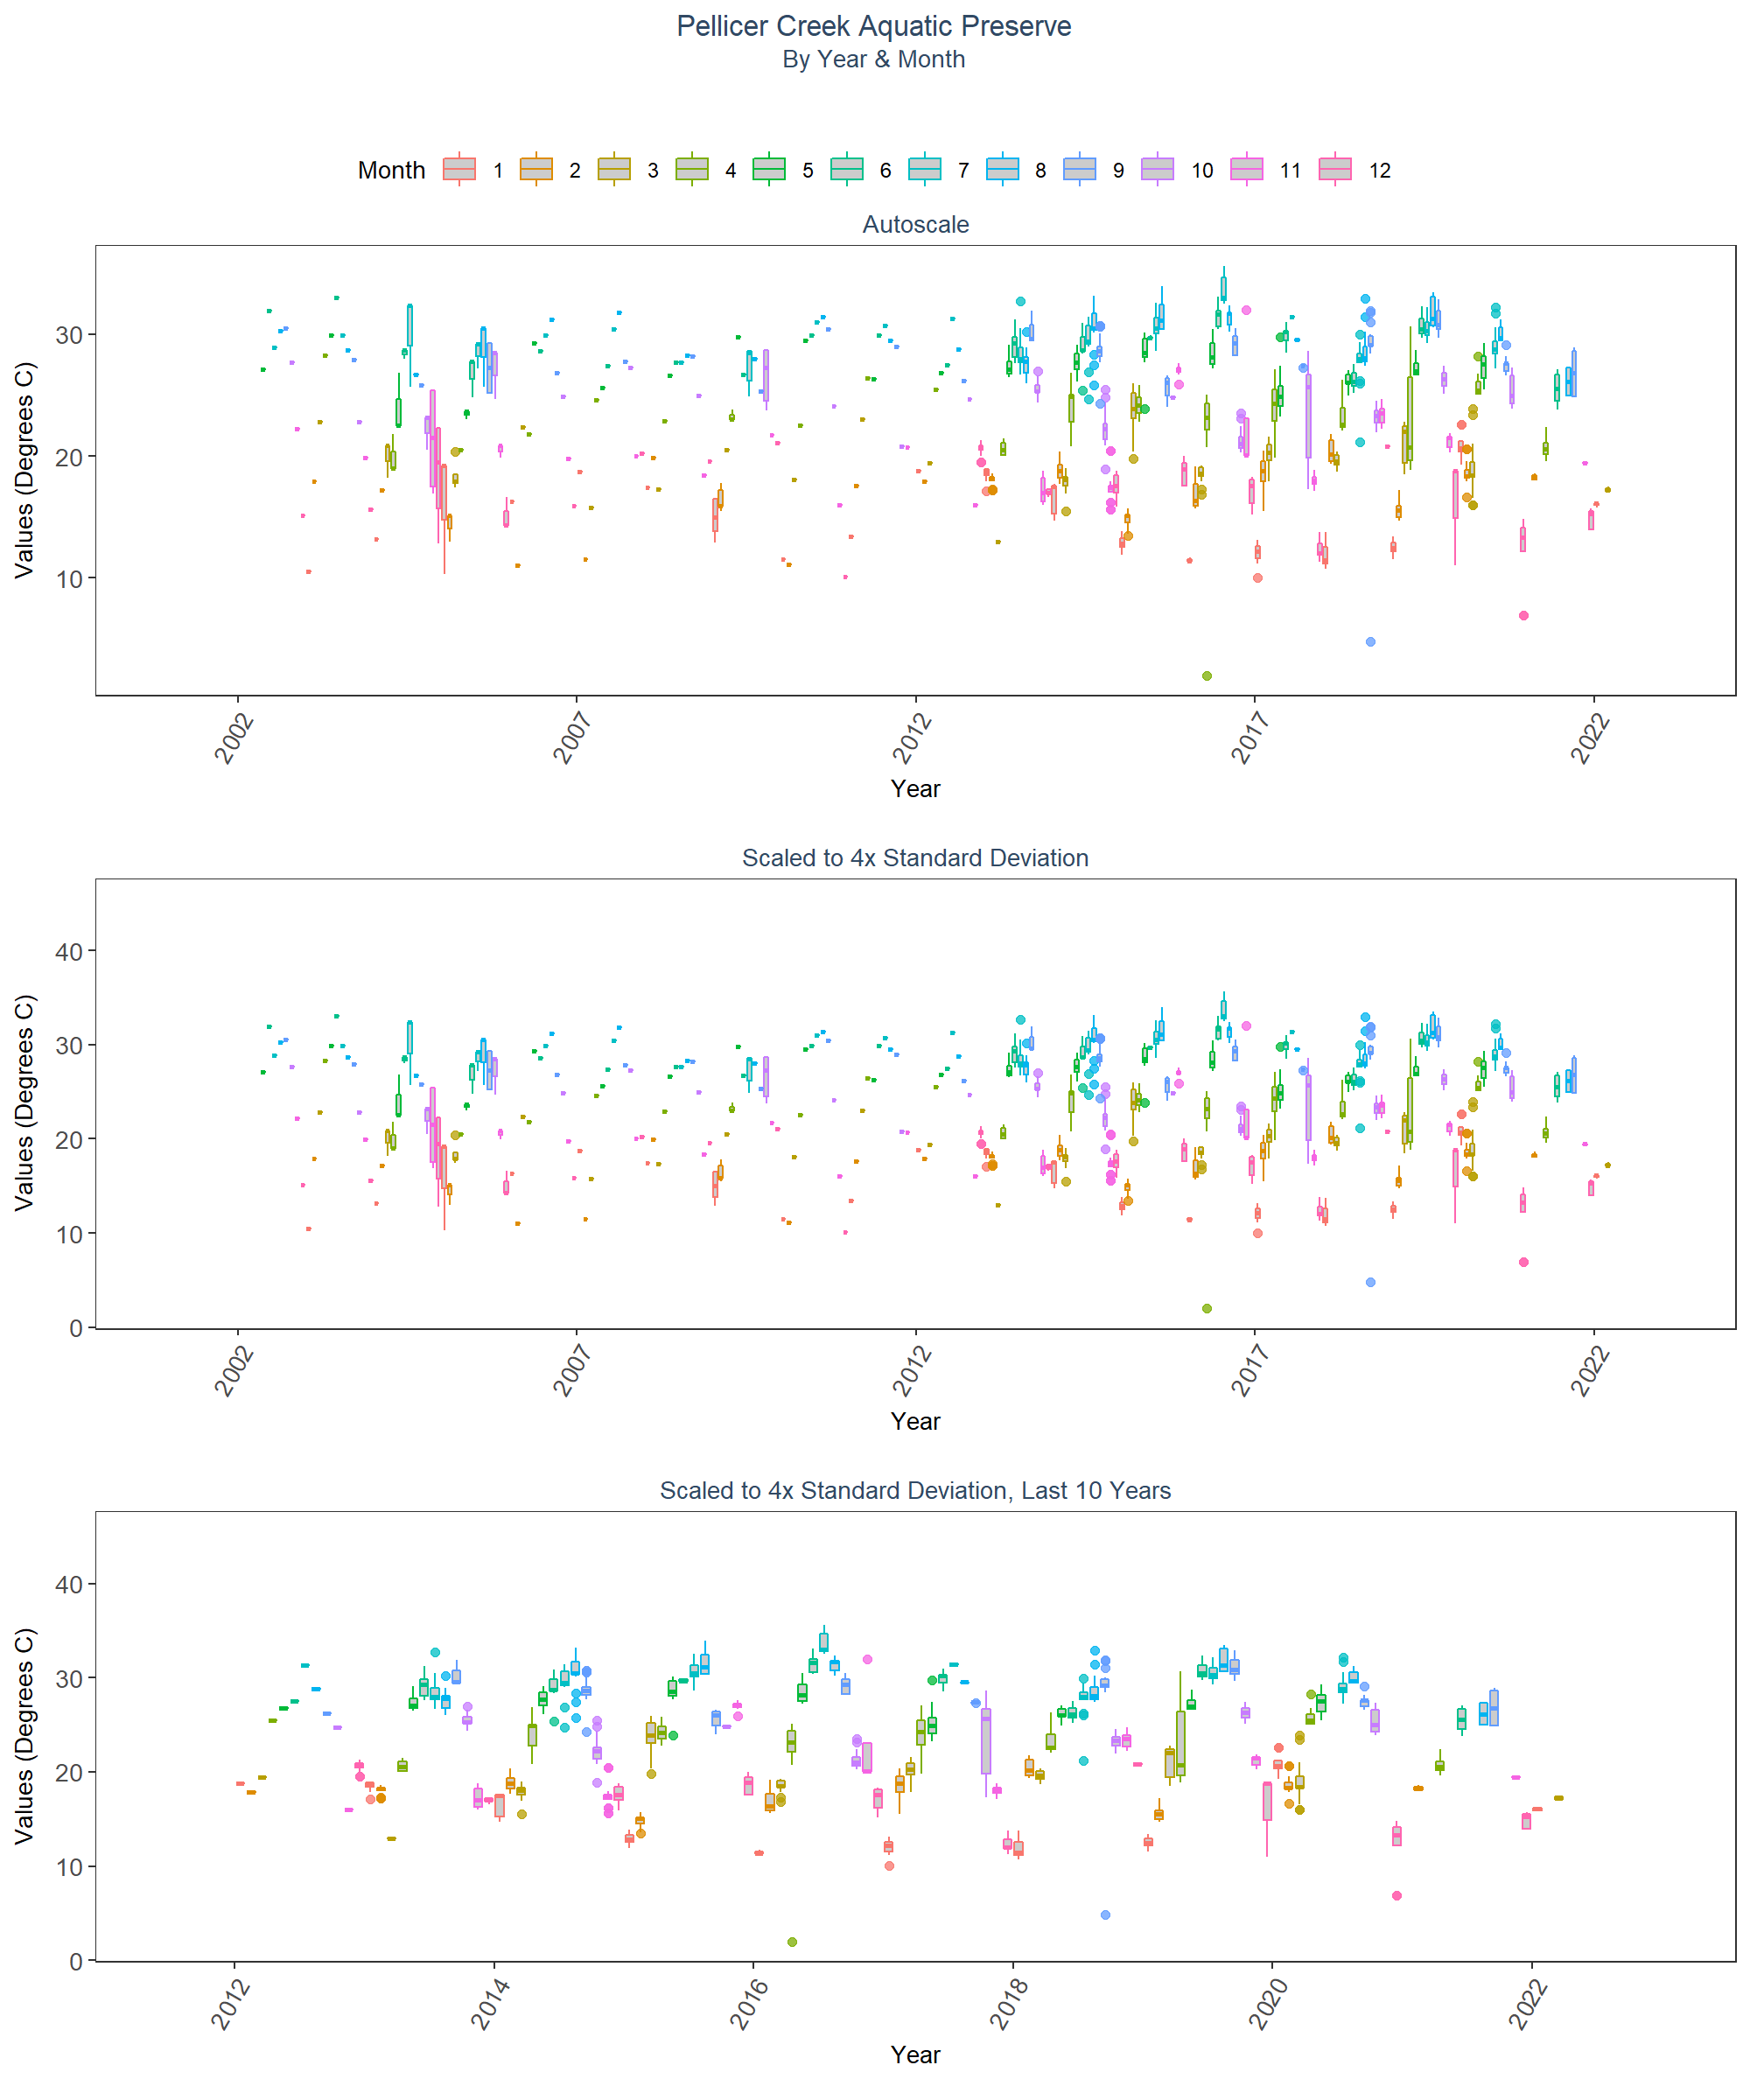 Pellicer Creek Aquatic Preserve
By Year & Month
Month 1 2 3 4 5 6 7 8 9 10 11 12
Autoscale
Values (Degrees C)
30
20
10
2002 2007 2012 2017 2022
Year
Scaled to 4x Standard Deviation
Values (Degrees C)
40
30
20
10
0
2002 2007 2012 2017 2022
Year
Scaled to 4x Standard Deviation, Last 10 Years
Values (Degrees C)
40
30
20
10
0
2012 2014 2016 2018 2020 2022
Year